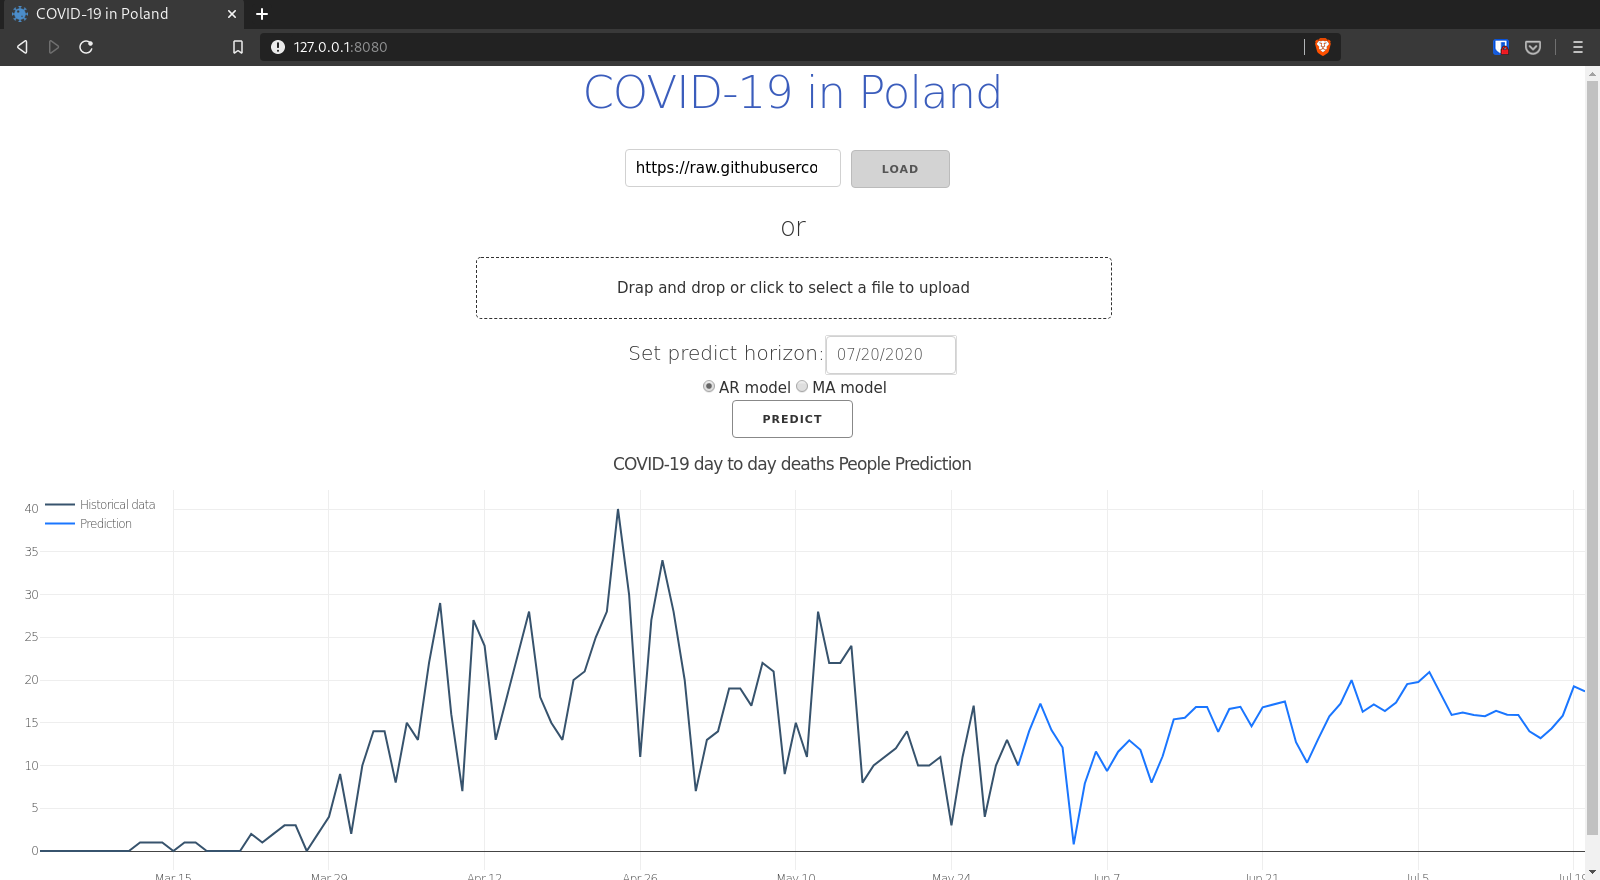 COVID-19 in Poland
127.0.0.1:8080
COVID-19 in Poland
https://raw.githubuserco LOAD
or
Drap and drop or click to select a file to upload
Set predict horizon: 07/20/2020
AR model MA model
PREDICT
COVID-19 day to day deaths People Prediction
Historical data
Prediction
40
35
30
25
20
15
10
5
0
Mar 15 Mar 29 Apr 12 Apr 26 May 10 May 24 Jun 7 Jun 21 Jul 5 Jul 19